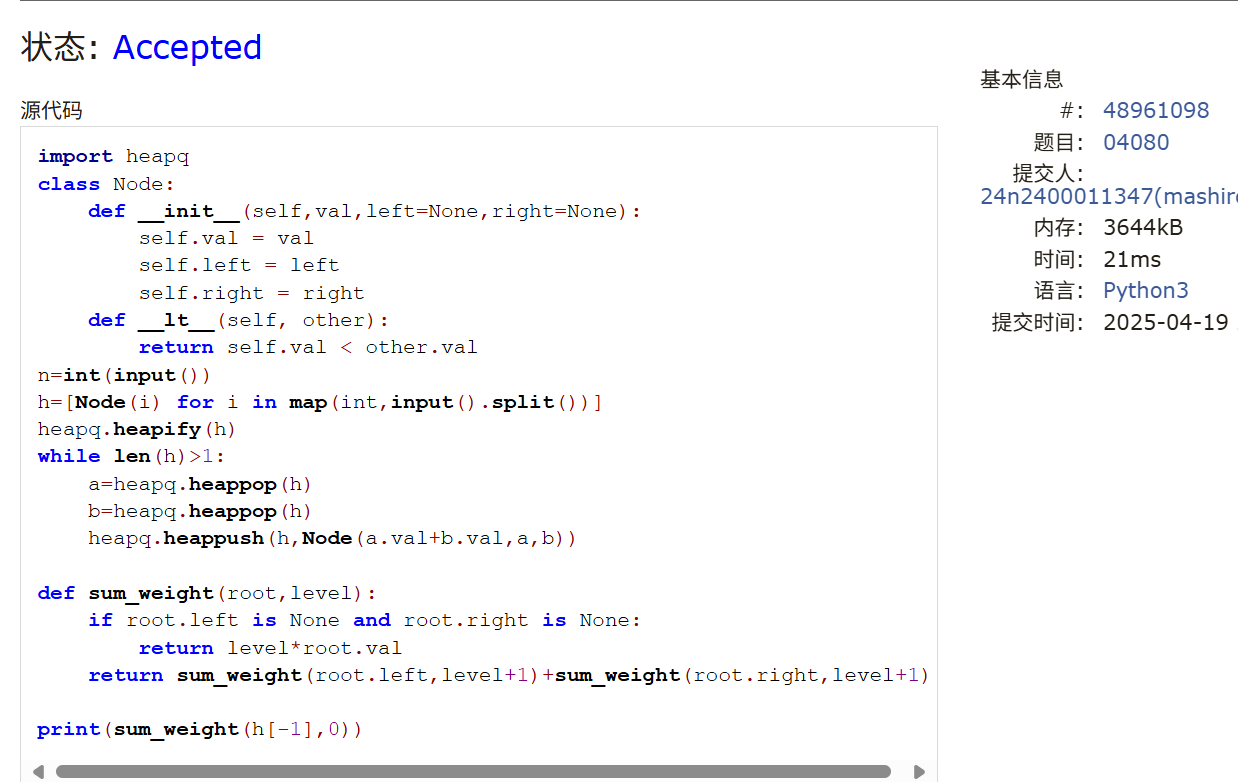 状态: Accepted
源代码
import heapq
class Node:
    def __init__(self,val,left=None,right=None):
        self.val = val
        self.left = left
        self.right = right
    def __lt__(self, other):
        return self.val < other.val
n=int(input())
h=[Node(i) for i in map(int,input().split())]
heapq.heapify(h)
while len(h)>1:
    a=heapq.heappop(h)
    b=heapq.heappop(h)
    heapq.heappush(h,Node(a.val+b.val,a,b))
def sum_weight(root,level):
    if root.left is None and root.right is None:
        return level*root.val
    return sum_weight(root.left,level+1)+sum_weight(root.right,level+1)
print(sum_weight(h[-1],0))
基本信息
#: 48961098
题目: 04080
提交人:
24n2400011347(mashiro
内存: 3644kB
时间: 21ms
语言: Python3
提交时间: 2025-04-19